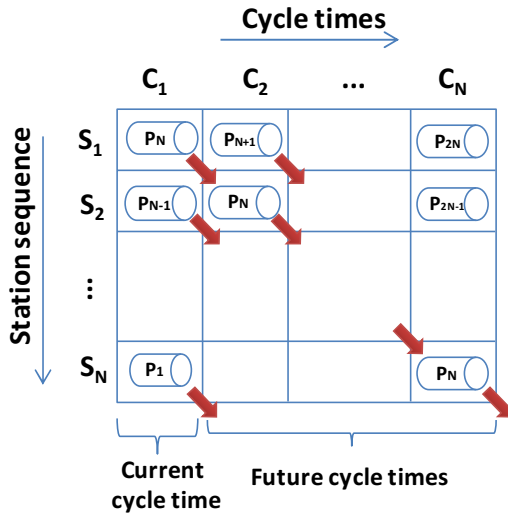 Cycle times
C1 C2 ... CN
Station sequence
S1 PN PN+1 P2N
S2 PN-1 PN P2N-1
...
SN P1 PN
Current
cycle time
Future cycle times